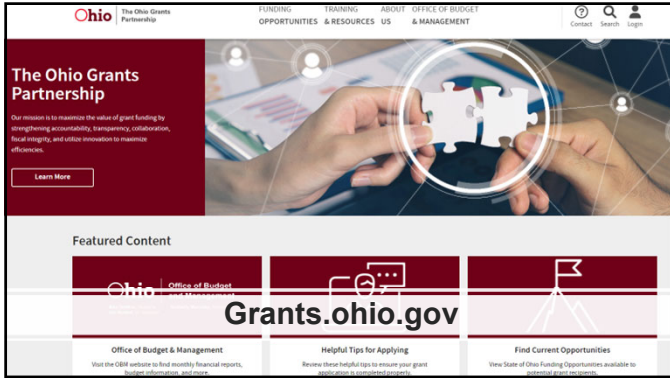 Ohio
The Ohio Grants
Partnership
FUNDING
OPPORTUNITIES
TRAINING
& RESOURCES
ABOUT
US
OFFICE OF BUDGET
& MANAGEMENT
Contact
Search
Login
The Ohio Grants
Partnership
Our mission is to maximize the value of grant funding by
strengthening accountability, transparency, collaboration,
fiscal integrity, and utilize innovation to maximize
efficiencies.
Learn More
Featured Content
Ohio
Office of Budget
and Management
Grants.ohio.gov
Office of Budget & Management
Visit the OBM website to find monthly financial reports,
budget information, and more.
Helpful Tips for Applying
Review these helpful tips to ensure your grant
application is completed properly.
Find Current Opportunities
View State of Ohio Funding Opportunities available to
potential grant recipients.